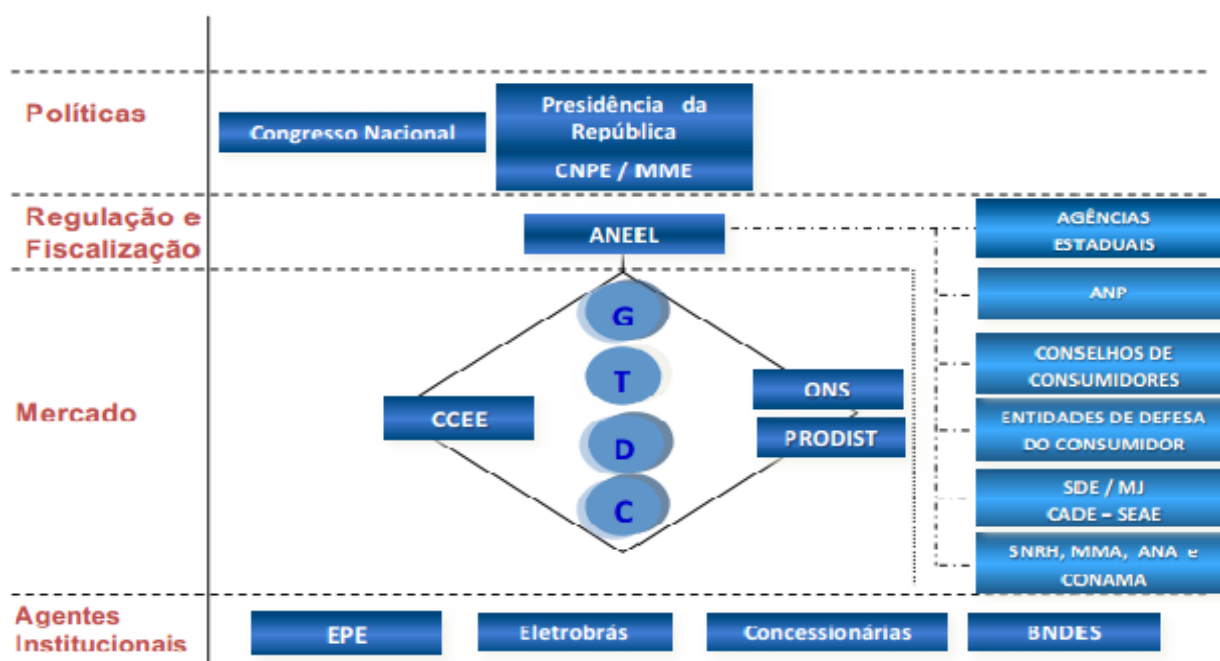 Políticas
Congresso Nacional
Presidência da
República
CNPE / MME
Regulação e
Fiscalização
ANEEL
AGÊNCIAS
ESTADUAIS
ANP
CONSELHOS DE
CONSUMIDORES
ENTIDADES DE DEFESA
DO CONSUMIDOR
SDE / MJ
CADE – SEAE
SNRH, MMA, ANA e
CONAMA
Mercado
G
T
D
C
CCEE
ONS
PRODIST
Agentes
Institucionais
EPE
Eletrobrás
Concessionárias
BNDES